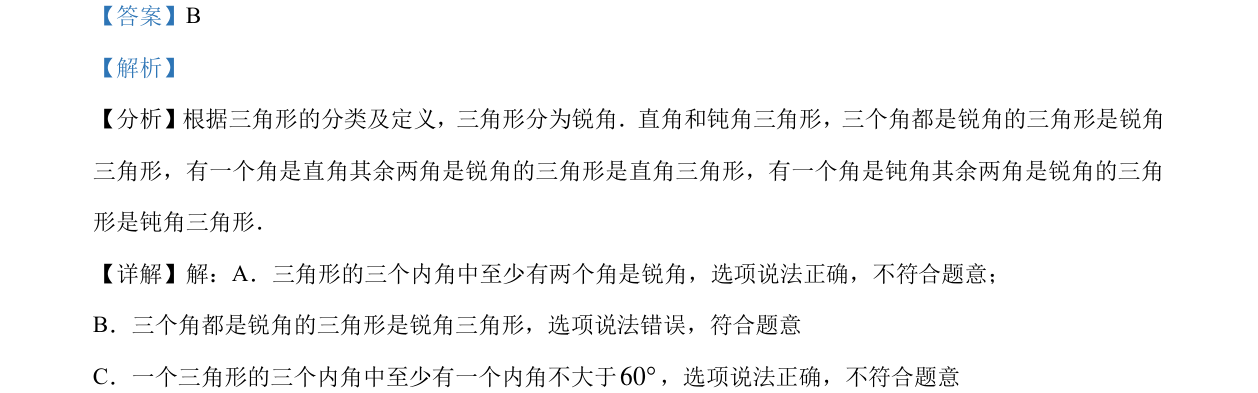 【答案】B
【解析】
【分析】根据三角形的分类及定义，三角形分为锐角．直角和钝角三角形，三个角都是锐角的三角形是锐角
三角形，有一个角是直角其余两角是锐角的三角形是直角三角形，有一个角是钝角其余两角是锐角的三角
形是钝角三角形．
【详解】解：A．三角形的三个内角中至少有两个角是锐角，选项说法正确，不符合题意；
B．三个角都是锐角的三角形是锐角三角形，选项说法错误，符合题意
C．一个三角形的三个内角中至少有一个内角不大于60°，选项说法正确，不符合题意